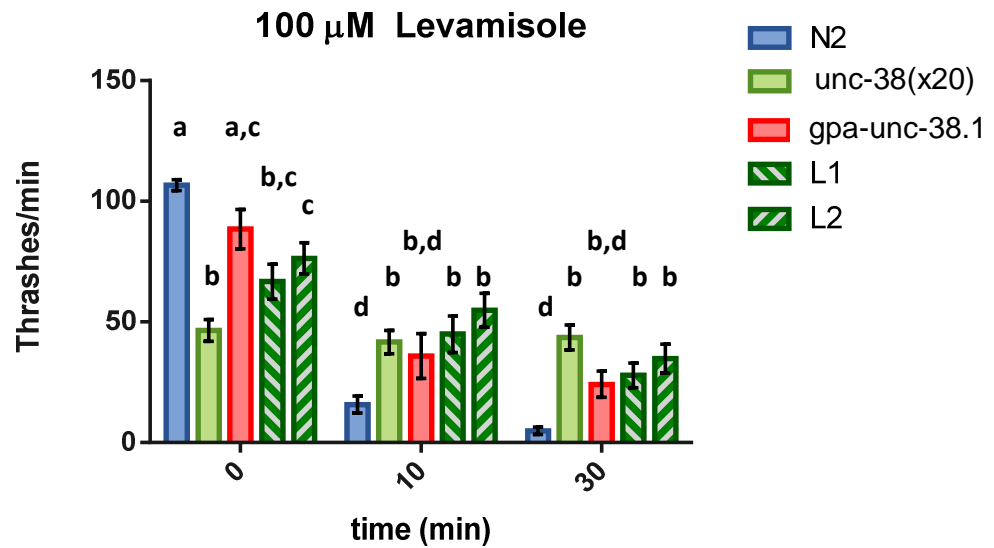 100 μM Levamisole
N2
unc-38(x20)
gpa-unc-38.1
L1
L2
Thrashes/min
150
100
50
0
a
a,c
b,c
c
b
b,d
b
b
b
d
b,d
b
b
b
d
0
10
30
time (min)